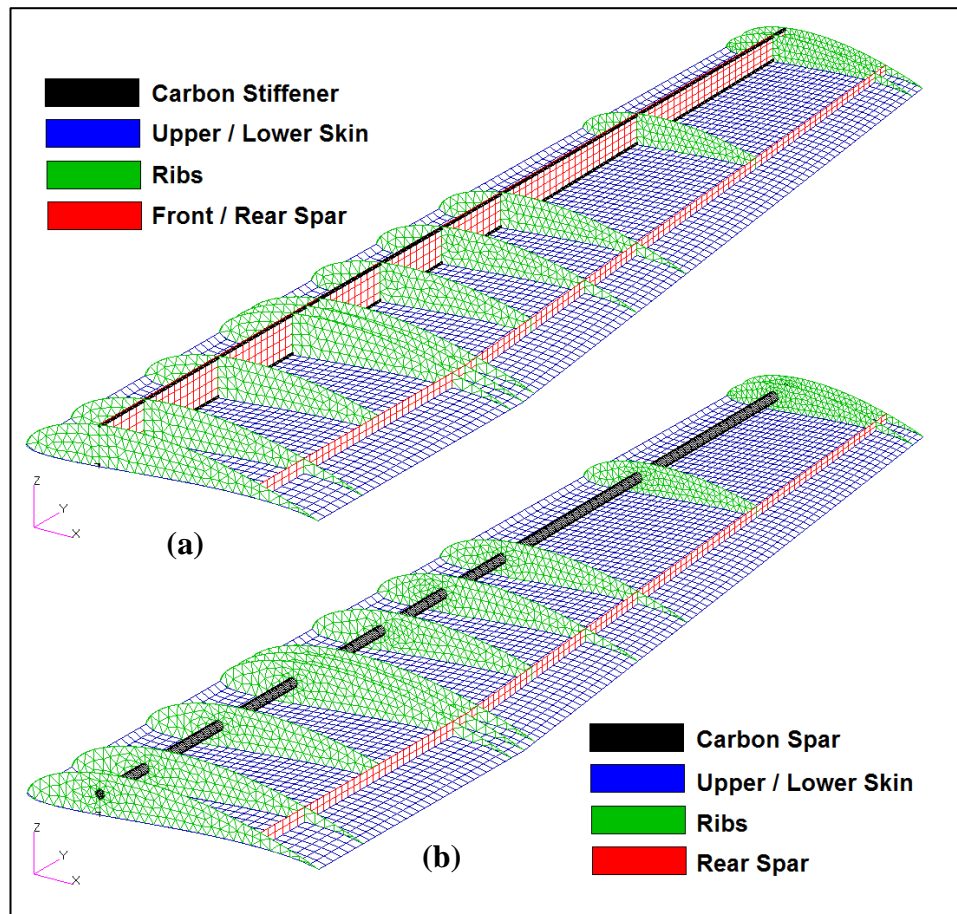 Carbon Stiffener
Upper / Lower Skin
Ribs
Front / Rear Spar
Z
Y
X
(a)
Carbon Spar
Upper / Lower Skin
Ribs
Rear Spar
Z
Y
X
(b)